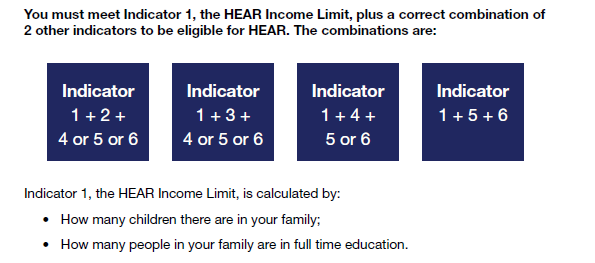 You must meet Indicator 1, the HEAR Income Limit, plus a correct combination of
2 other indicators to be eligible for HEAR. The combinations are:
Indicator
1 + 2 +
4 or 5 or 6
Indicator
1 + 3 +
4 or 5 or 6
Indicator
1 + 4 +
5 or 6
Indicator
1 + 5 + 6
Indicator 1, the HEAR Income Limit, is calculated by:
• How many children there are in your family;
• How many people in your family are in full time education.